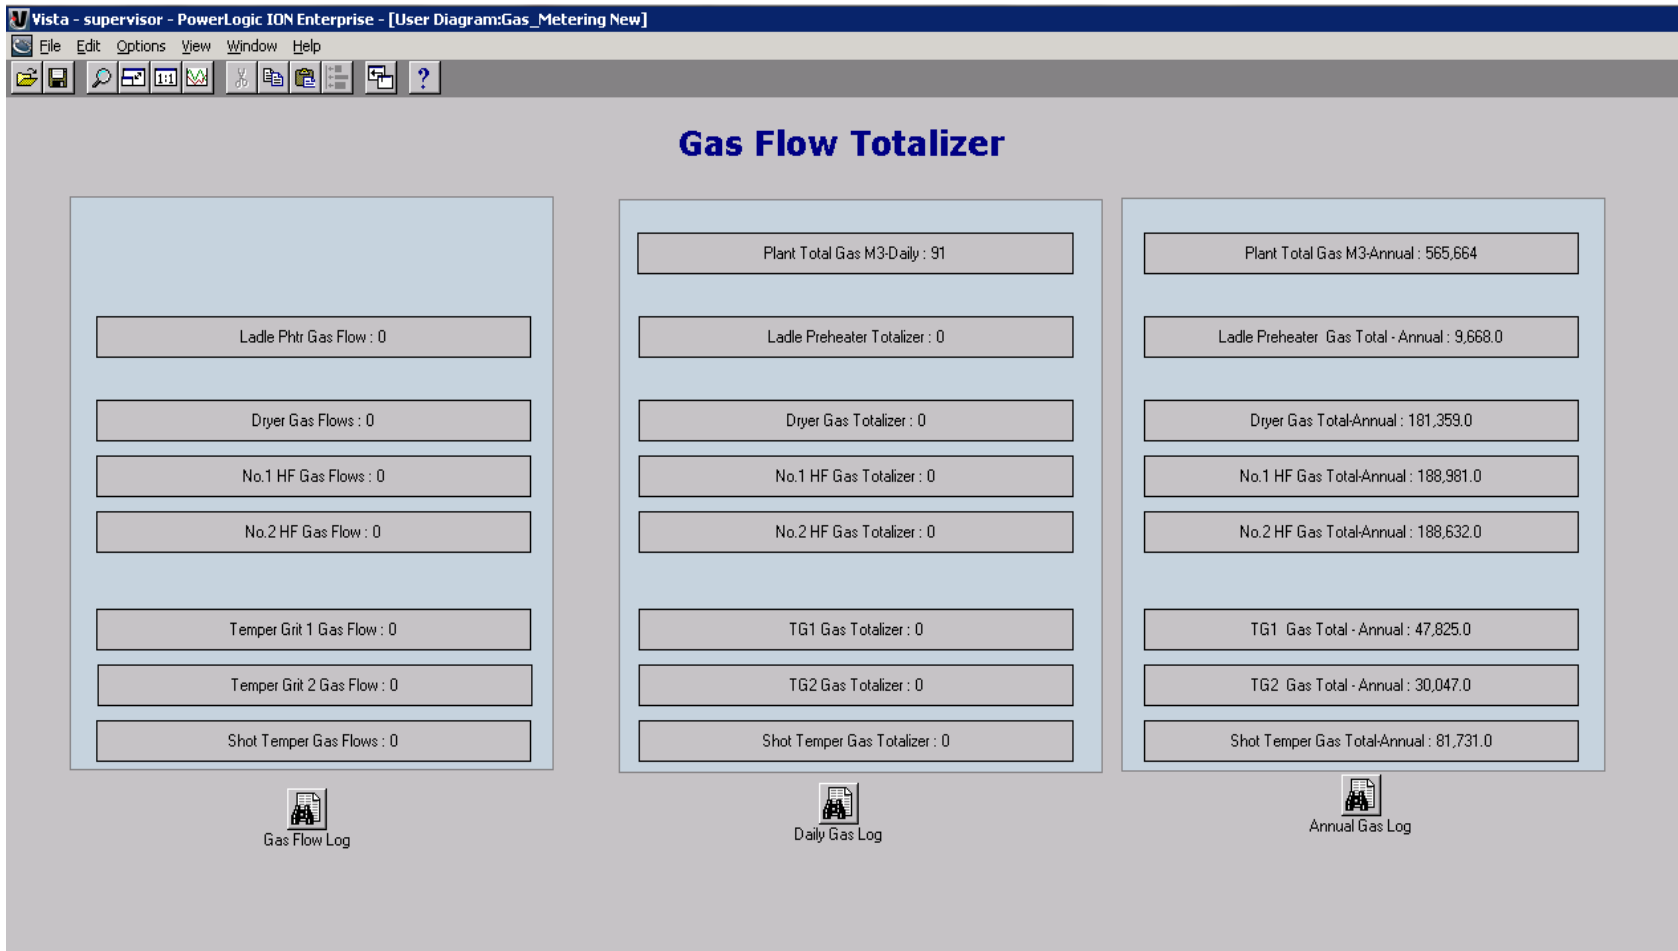 Vista - supervisor - PowerLogic ION Enterprise - [User Diagram:Gas_Metering New]
File Edit Options View Window Help
1:1 ?
Gas Flow Totalizer
Ladle Phtr Gas Flow : 0
Dryer Gas Flows : 0
No.1 HF Gas Flows : 0
No.2 HF Gas Flow : 0
Temper Grit 1 Gas Flow : 0
Temper Grit 2 Gas Flow : 0
Shot Temper Gas Flows : 0
Gas Flow Log
Plant Total Gas M3-Daily : 91
Ladle Preheater Totalizer : 0
Dryer Gas Totalizer : 0
No.1 HF Gas Totalizer : 0
No.2 HF Gas Totalizer : 0
TG1 Gas Totalizer : 0
TG2 Gas Totalizer : 0
Shot Temper Gas Totalizer : 0
Daily Gas Log
Plant Total Gas M3-Annual : 565,664
Ladle Preheater  Gas Total - Annual : 9,668.0
Dryer Gas Total-Annual : 181,359.0
No.1 HF Gas Total-Annual : 188,981.0
No.2 HF Gas Total-Annual : 188,632.0
TG1  Gas Total - Annual : 47,825.0
TG2  Gas Total - Annual : 30,047.0
Shot Temper Gas Total-Annual : 81,731.0
Annual Gas Log